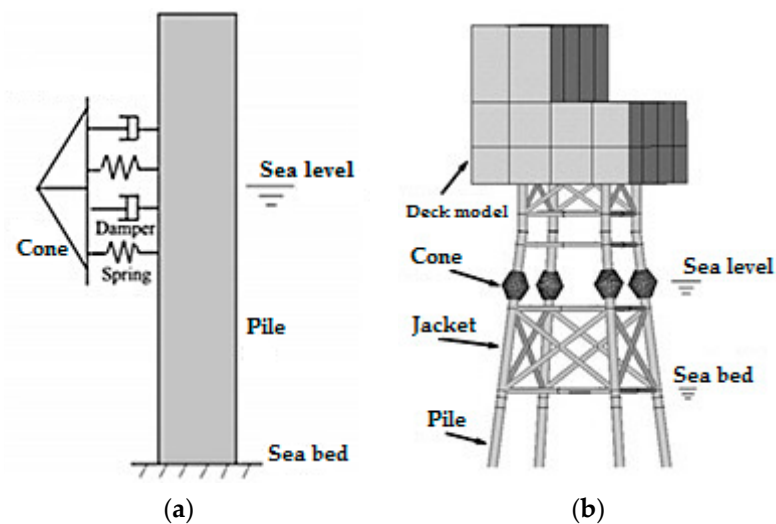 Sea level
Damper
Cone
Spring
Pile
Sea bed
(a)
Deck model
Cone
Sea level
Jacket
Sea bed
Pile
(b)